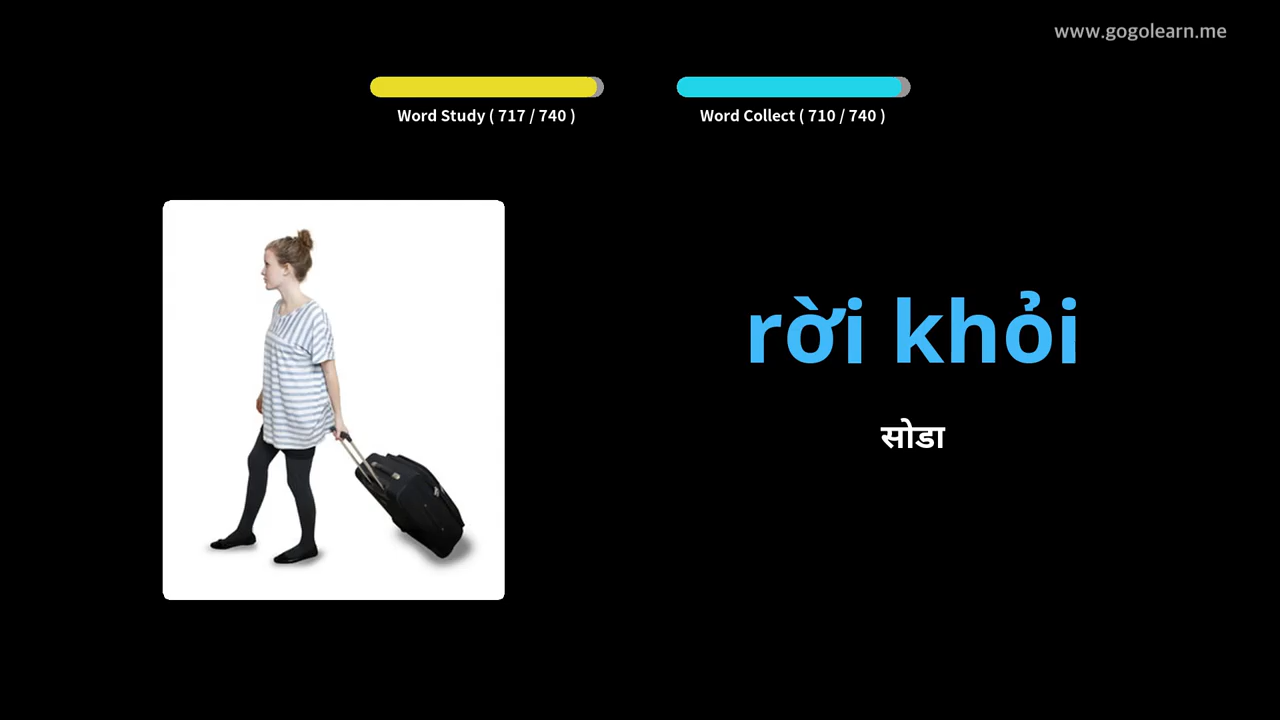 www.gogolearn.me
Word Study ( 717 / 740 )
Word Collect ( 710 / 740 )
rời khỏi
सोडा